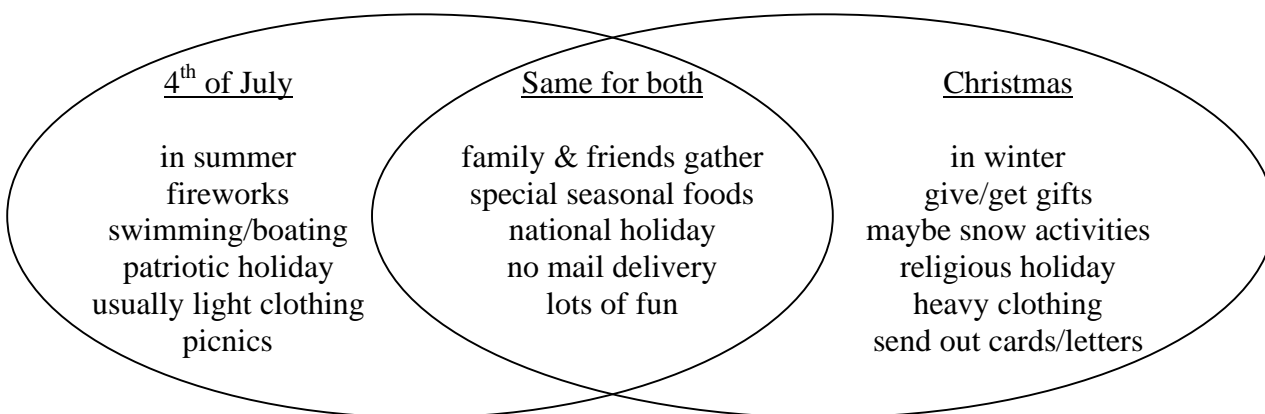 4th of July
in summer
fireworks
swimming/boating
patriotic holiday
usually light clothing
picnics
Same for both
family & friends gather
special seasonal foods
national holiday
no mail delivery
lots of fun
Christmas
in winter
give/get gifts
maybe snow activities
religious holiday
heavy clothing
send out cards/letters